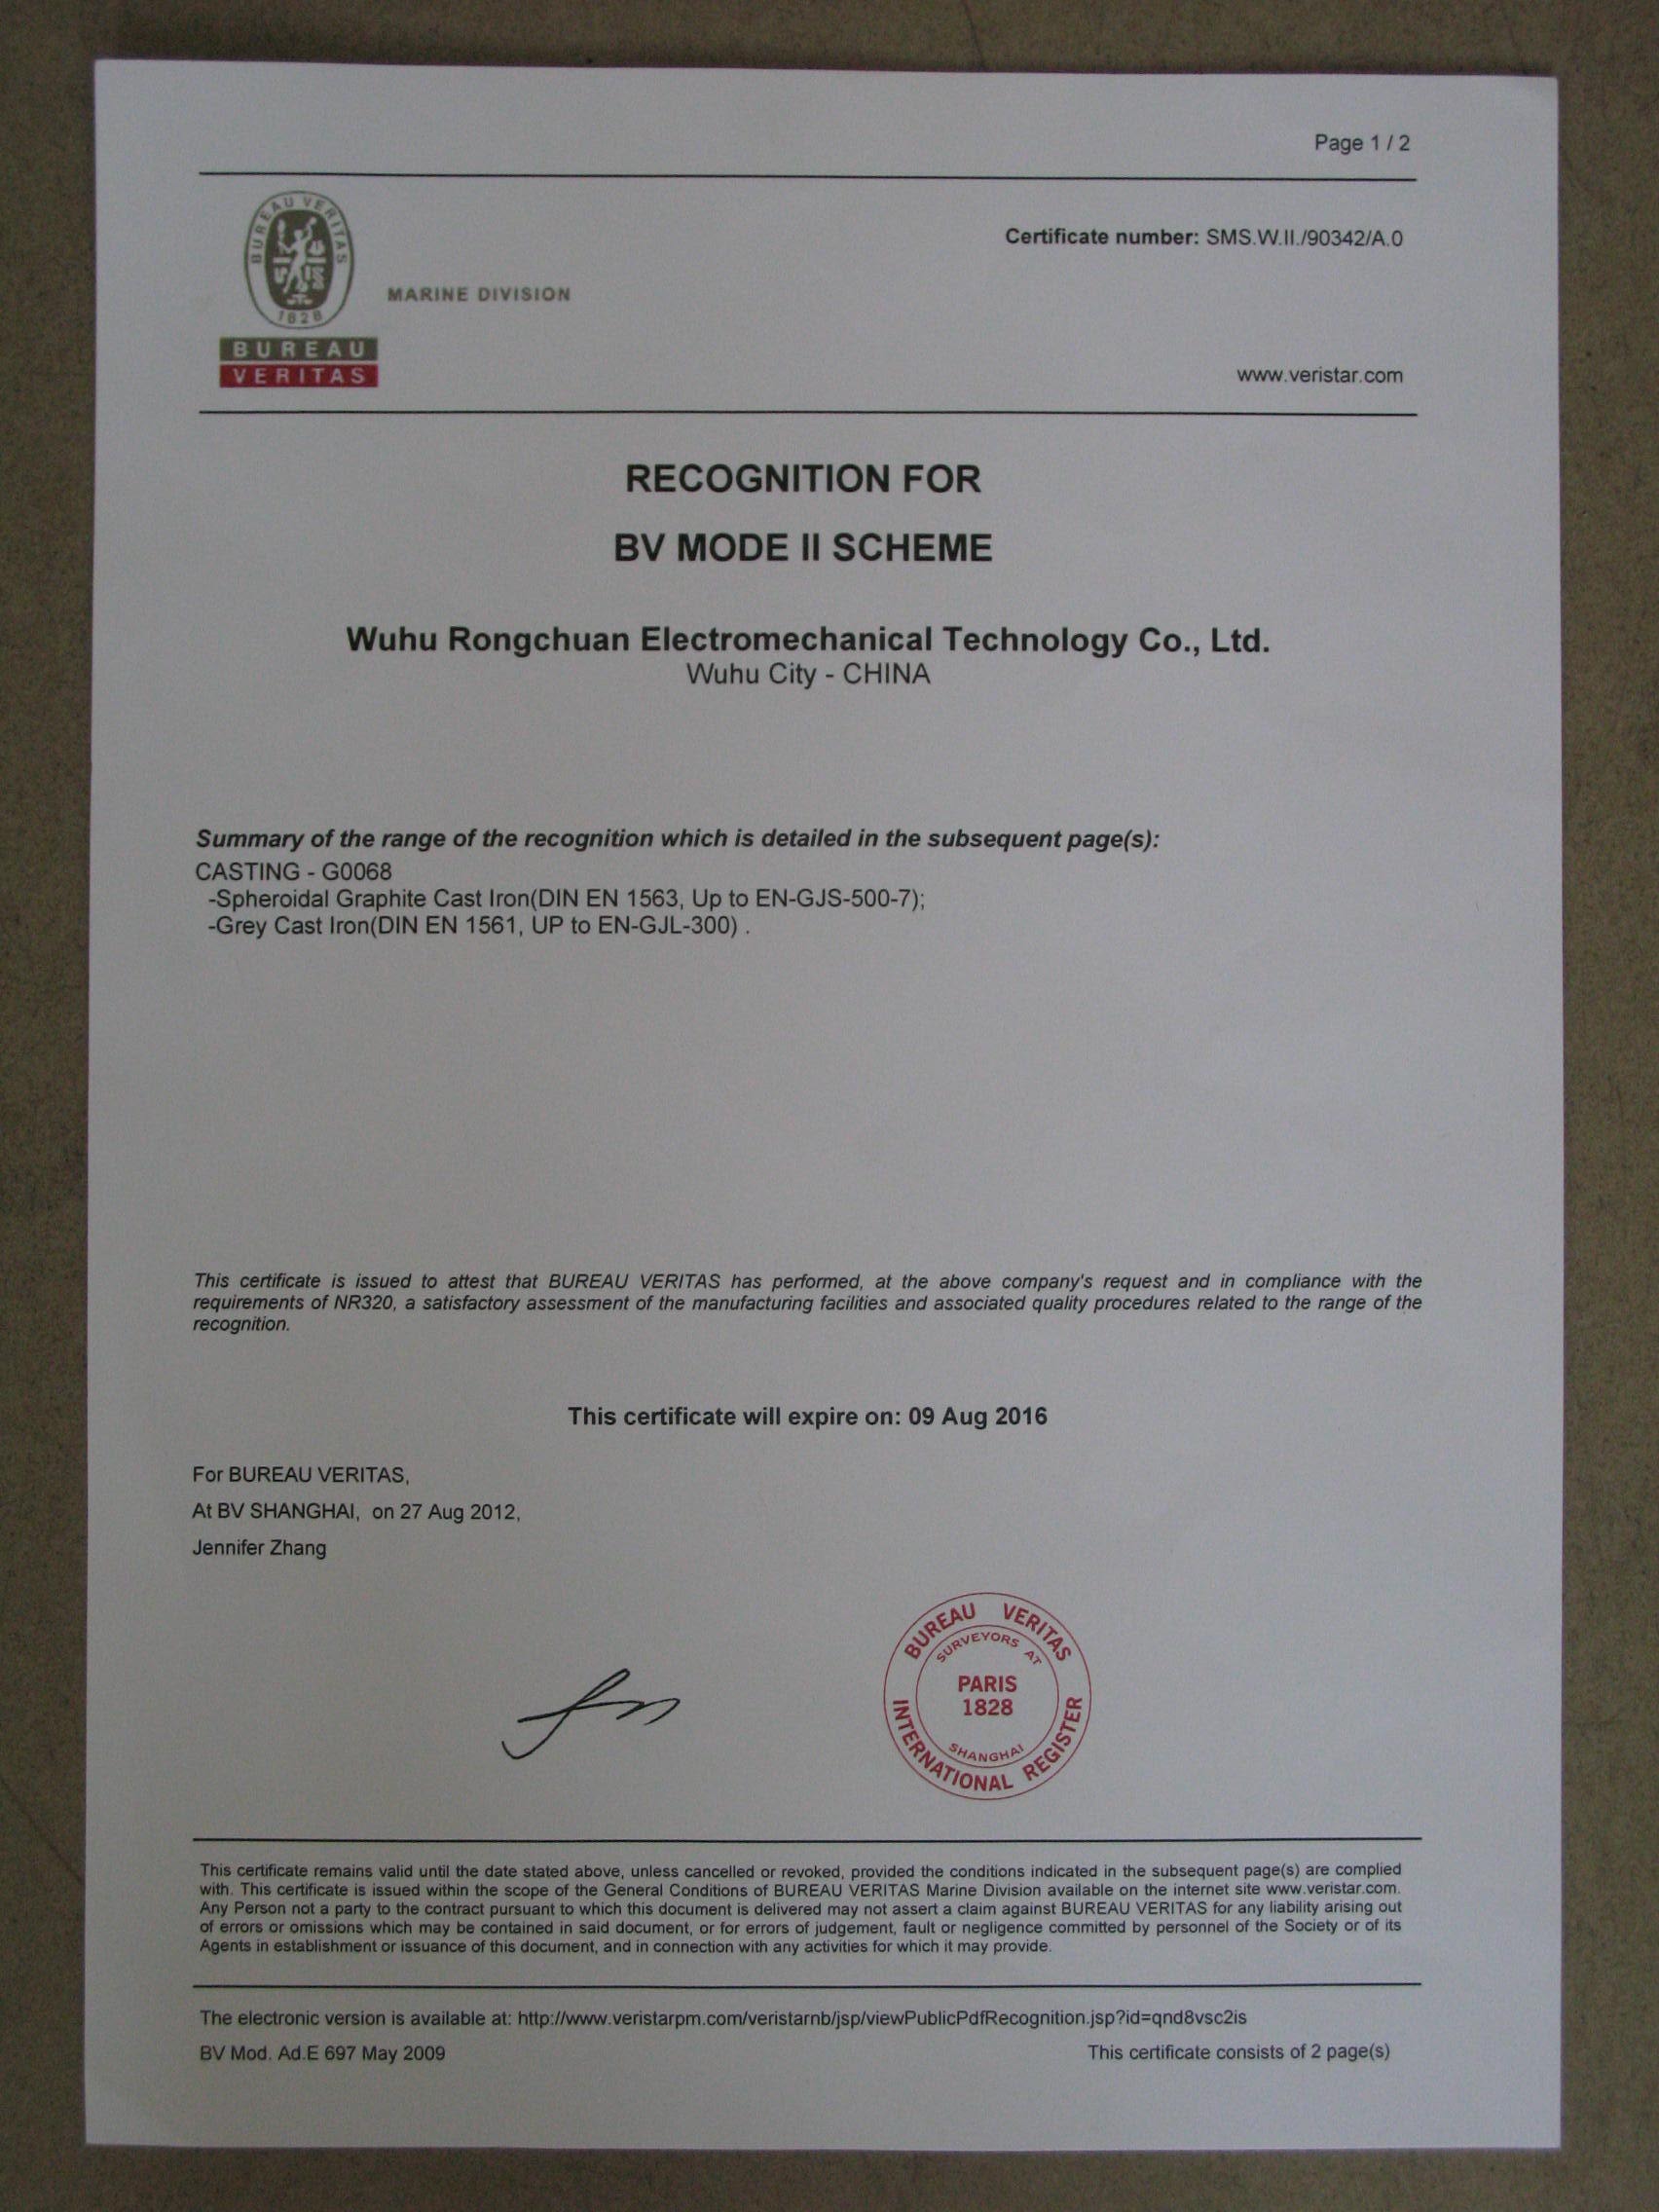 Page 1 / 2
BUREAU VERITAS
1828
BUREAU
VERITAS
MARINE DIVISION
Certificate number: SMS.W.II./90342/A.0
www.veristar.com
RECOGNITION FOR
BV MODE II SCHEME
Wuhu Rongchuan Electromechanical Technology Co., Ltd.
Wuhu City - CHINA
Summary of the range of the recognition which is detailed in the subsequent page(s):
CASTING - G0068
-Spheroidal Graphite Cast Iron(DIN EN 1563, Up to EN-GJS-500-7);
-Grey Cast Iron(DIN EN 1561, UP to EN-GJL-300) .
This certificate is issued to attest that BUREAU VERITAS has performed, at the above company's request and in compliance with the
requirements of NR320, a satisfactory assessment of the manufacturing facilities and associated quality procedures related to the range of the
recognition.
This certificate will expire on: 09 Aug 2016
For BUREAU VERITAS,
At BV SHANGHAI, on 27 Aug 2012,
Jennifer Zhang
BUREAU VERITAS
SURVEYORS AT
PARIS
1828
SHANGHAI
INTERNATIONAL REGISTER
This certificate remains valid until the date stated above, unless cancelled or revoked, provided the conditions indicated in the subsequent page(s) are complied
with. This certificate is issued within the scope of the General Conditions of BUREAU VERITAS Marine Division available on the internet site www.veristar.com.
Any Person not a party to the contract pursuant to which this document is delivered may not assert a claim against BUREAU VERITAS for any liability arising out
of errors or omissions which may be contained in said document, or for errors of judgement, fault or negligence committed by personnel of the Society or of its
Agents in establishment or issuance of this document, and in connection with any activities for which it may provide.
The electronic version is available at: http://www.veristarpm.com/veristarnb/jsp/viewPublicPdfRecognition.jsp?id=qnd8vsc2is
BV Mod. Ad.E 697 May 2009
This certificate consists of 2 page(s)